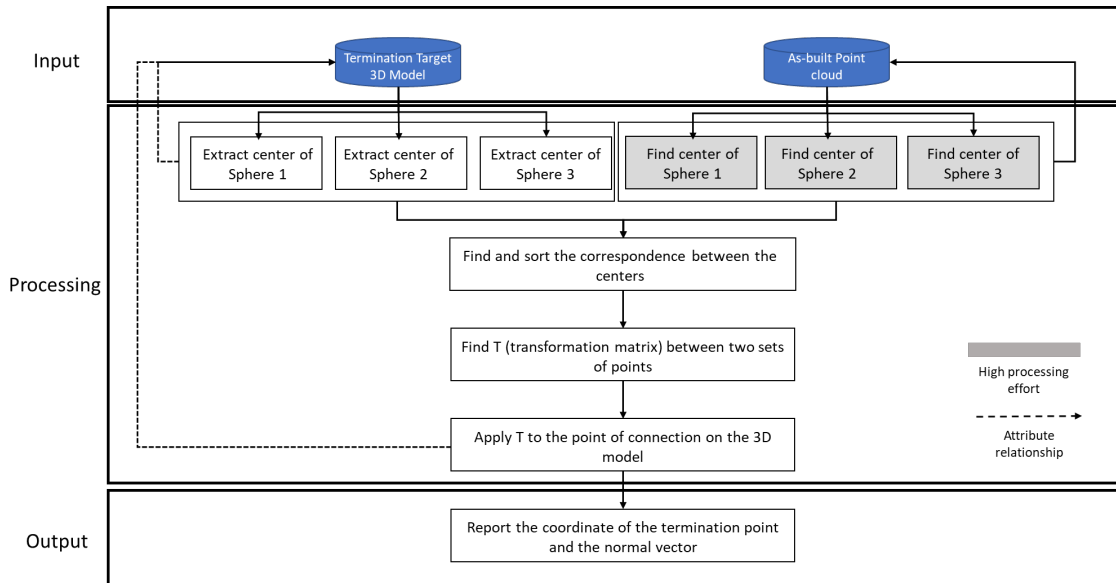 Input
Termination Target
3D Model
As-built Point
cloud
Processing
Extract center of
Sphere 1
Extract center of
Sphere 2
Extract center of
Sphere 3
Find center of
Sphere 1
Find center of
Sphere 2
Find center of
Sphere 3
Find and sort the correspondence between the
centers
Find T (transformation matrix) between two sets
of points
Apply T to the point of connection on the 3D
model
High processing
effort
Attribute
relationship
Output
Report the coordinate of the termination point
and the normal vector